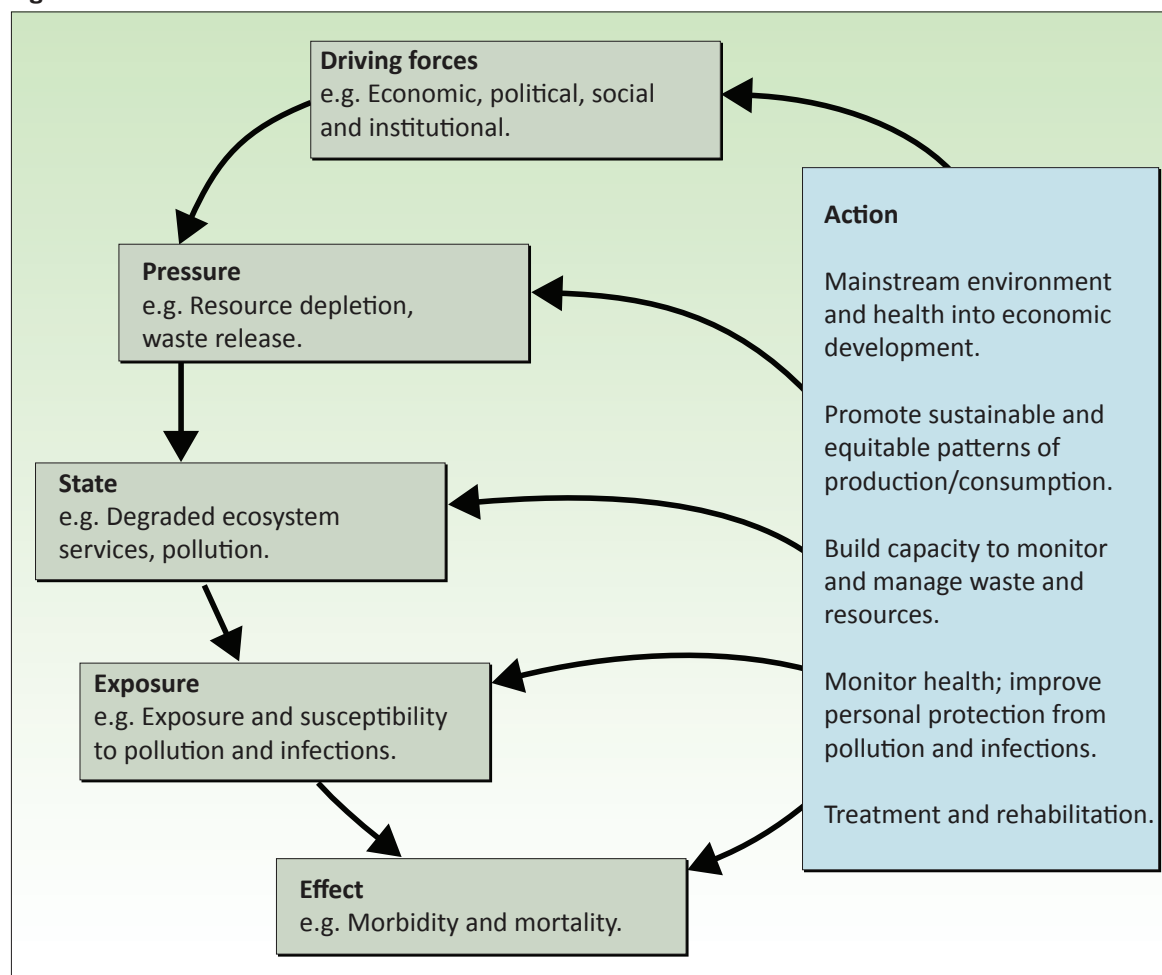 Driving forces
e.g. Economic, political, social
and institutional.
Pressure
e.g. Resource depletion,
waste release.
State
e.g. Degraded ecosystem
services, pollution.
Exposure
e.g. Exposure and susceptibility
to pollution and infections.
Effect
e.g. Morbidity and mortality.
Action
Mainstream environment
and health into economic
development.
Promote sustainable and
equitable patterns of
production/consumption.
Build capacity to monitor
and manage waste and
resources.
Monitor health; improve
personal protection from
pollution and infections.
Treatment and rehabilitation.